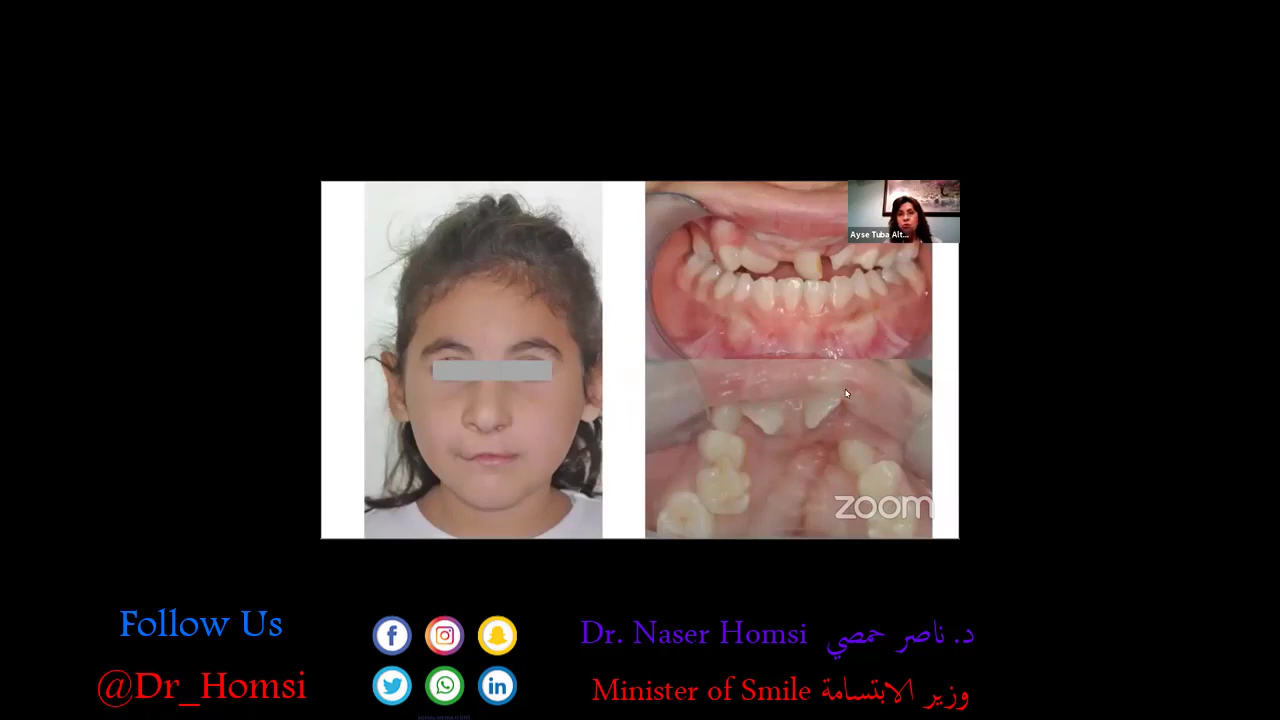 Ayse Tuba Alt...
zoom
Follow Us
@Dr_Homsi
Dr. Naser Homsi د. ناصر حمصي
Minister of Smile وزير الابتسامة